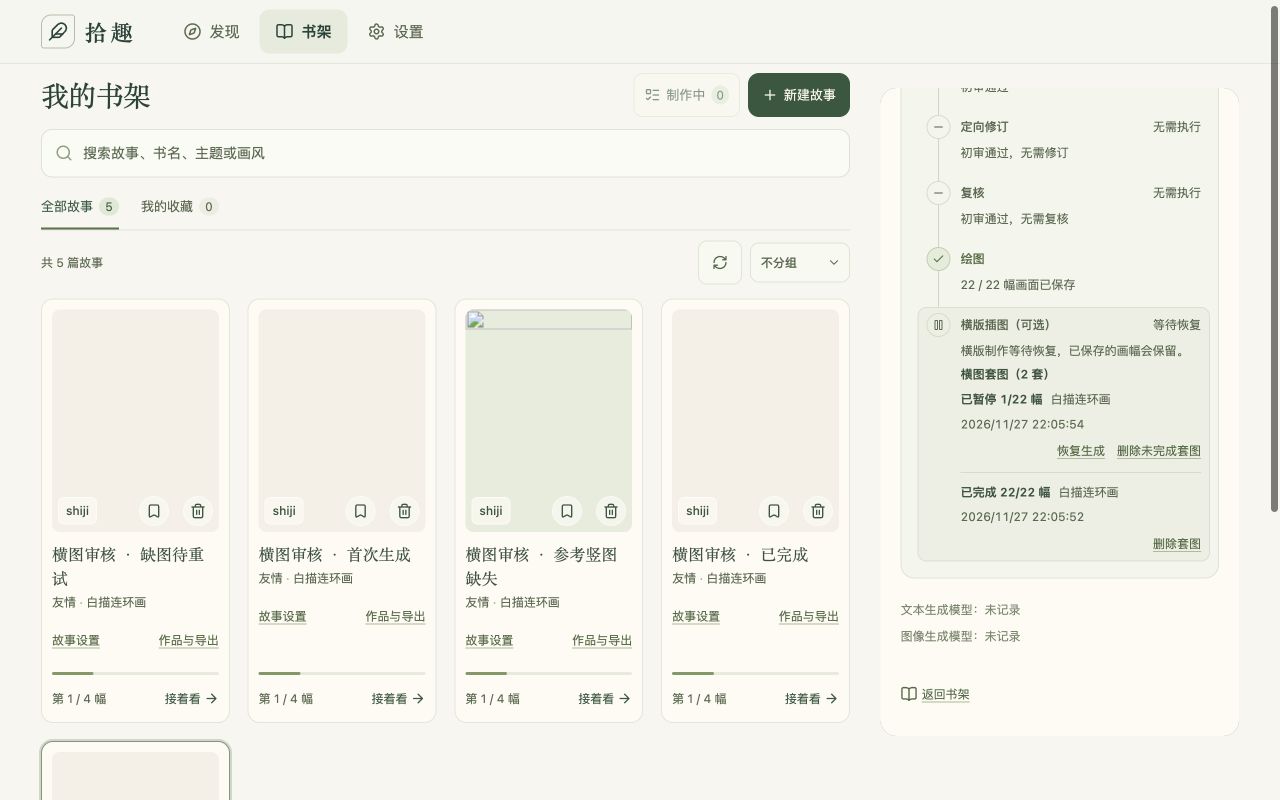 拾趣
发现
书架
设置
我的书架
制作中 0
新建故事
搜索故事、书名、主题或画风
全部故事 5
我的收藏 0
共 5 篇故事
不分组
shiji
横图审核 · 缺图待重
试
友情 · 白描连环画
故事设置
作品与导出
第 1 / 4 幅
接着看
shiji
横图审核 · 首次生成
友情 · 白描连环画
故事设置
作品与导出
第 1 / 4 幅
接着看
shiji
横图审核 · 参考竖图
缺失
友情 · 白描连环画
故事设置
作品与导出
第 1 / 4 幅
接着看
shiji
横图审核 · 已完成
友情 · 白描连环画
故事设置
作品与导出
第 1 / 4 幅
接着看
初审通过
定向修订 无需执行
初审通过，无需修订
复核 无需执行
初审通过，无需复核
绘图
22 / 22 幅画面已保存
横版插图（可选） 等待恢复
横版制作等待恢复，已保存的画幅会保留。
横图套图（2 套）
已暂停 1/22 幅 白描连环画
2026/11/27 22:05:54
恢复生成 删除未完成套图
已完成 22/22 幅 白描连环画
2026/11/27 22:05:52
删除套图
文本生成模型：未记录
图像生成模型：未记录
返回书架